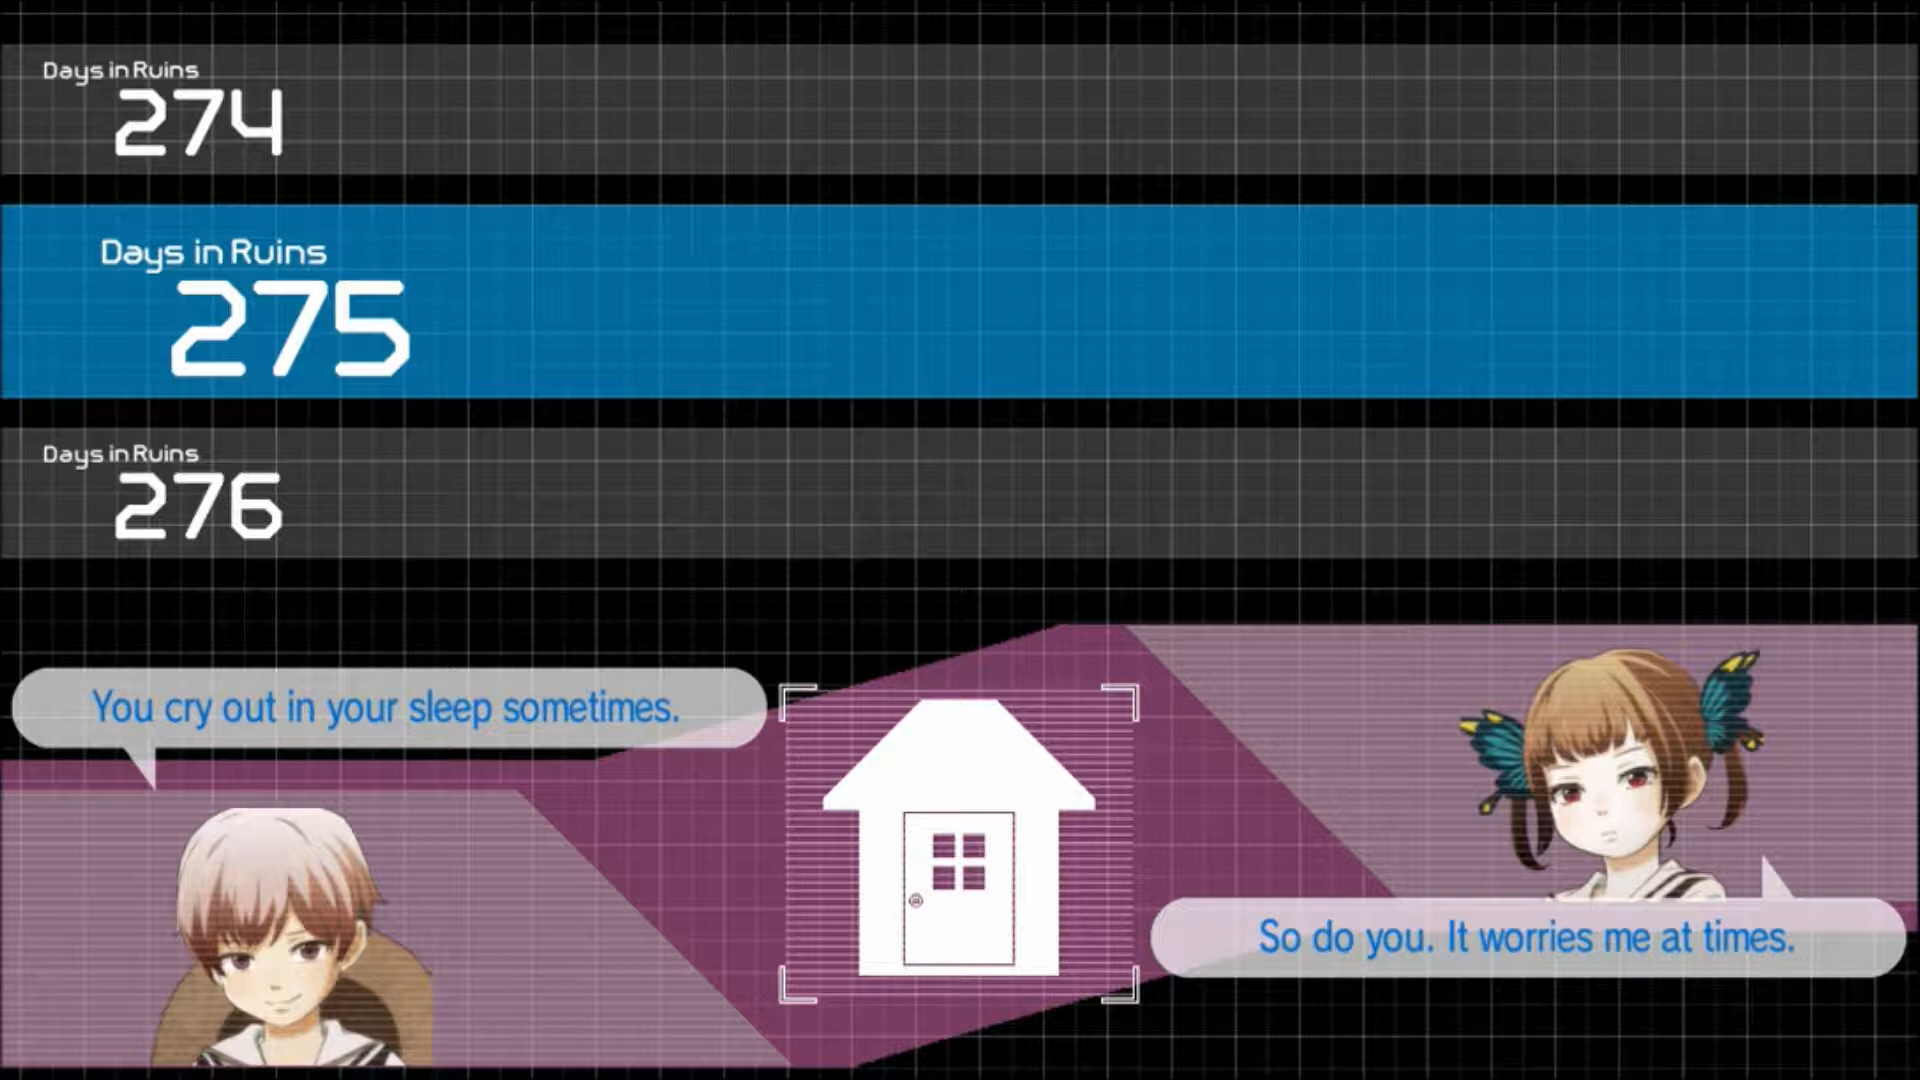 Days in Ruins
274
Days in Ruins
275
Days in Ruins
276
You cry out in your sleep sometimes.
So do you. It worries me at times.